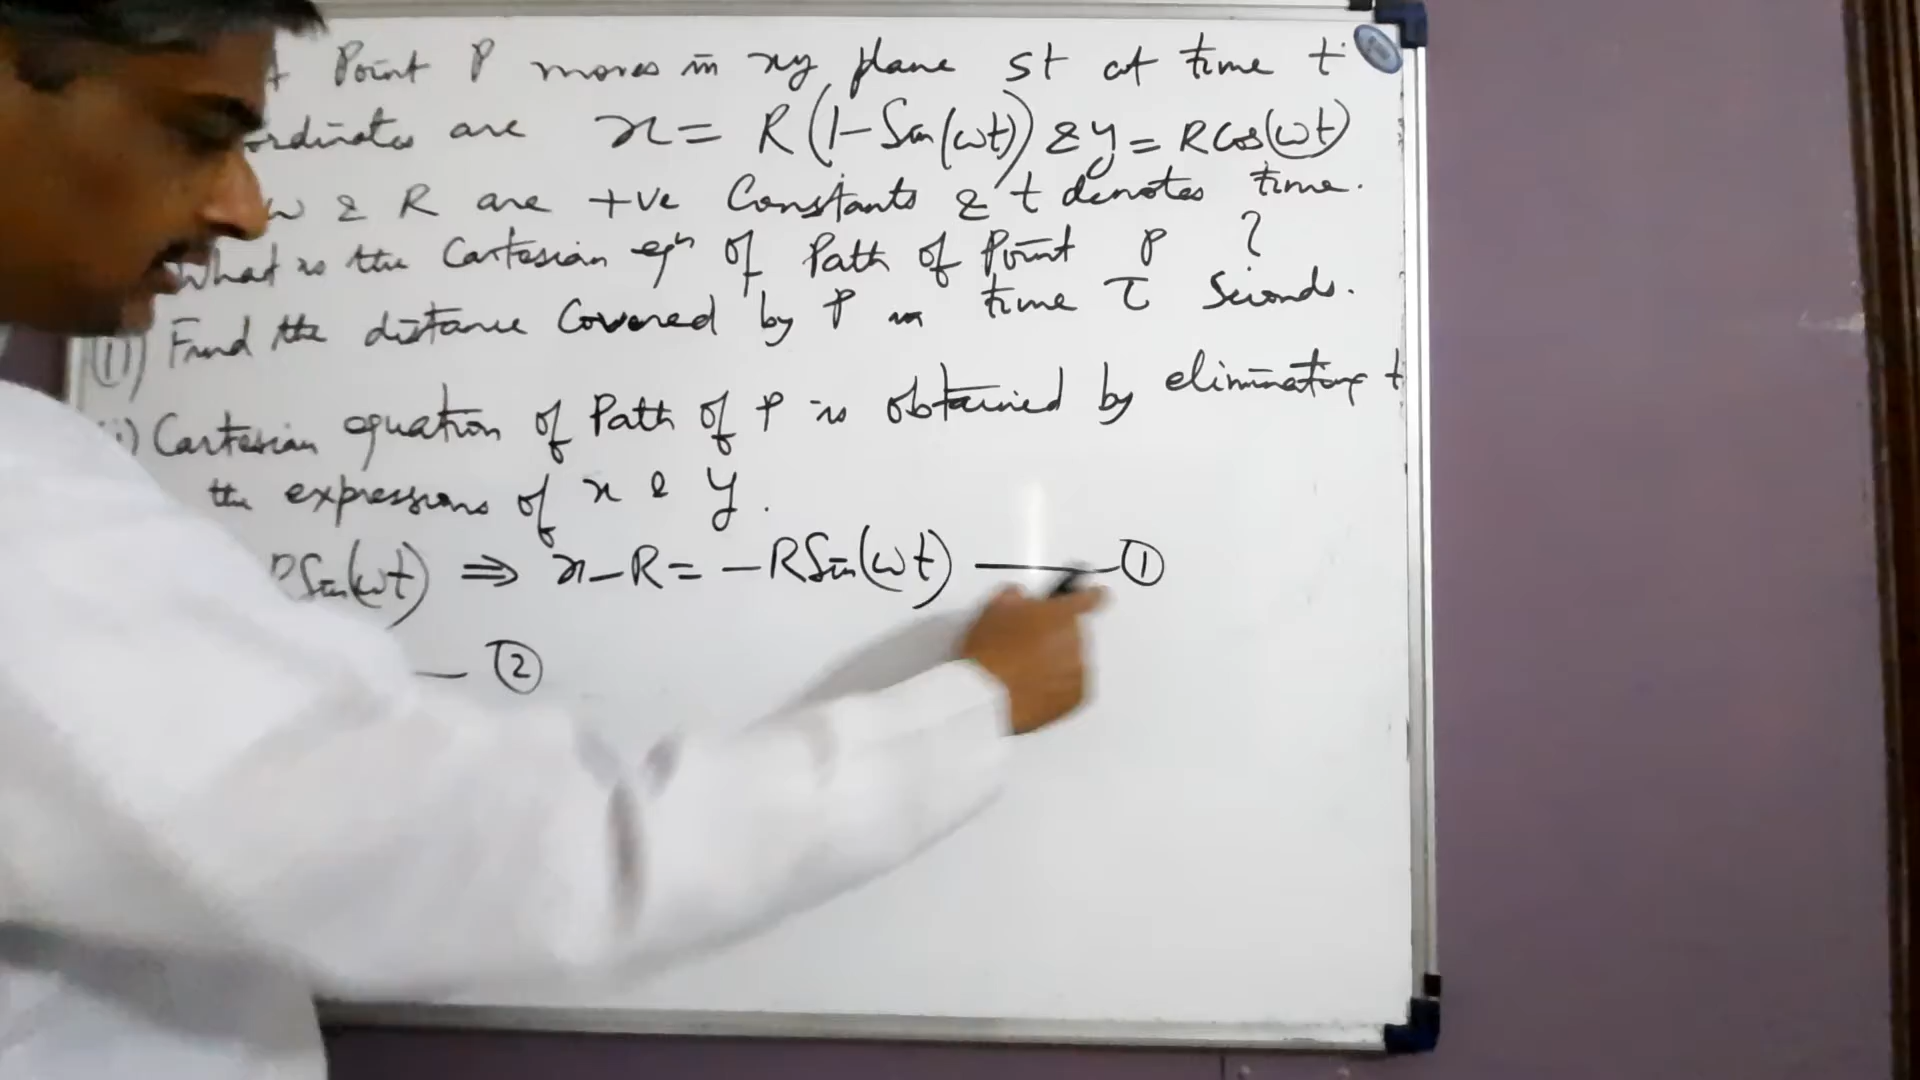 Point P moves in xy plane st at time t
ordinates are x = R(1-Sin(ωt)) & y = RCos(ωt)
ω & R are +ve Constants & t denotes time.
What is the Cartesian eqn of Path of Point P ?
(II) Find the distance Covered by P in time τ Seconds.
i) Cartesian equation of Path of P is obtained by eliminating t
the expressions of x & y.
RSin(ωt) ⇒ x-R = -RSin(ωt) — ①
— ②